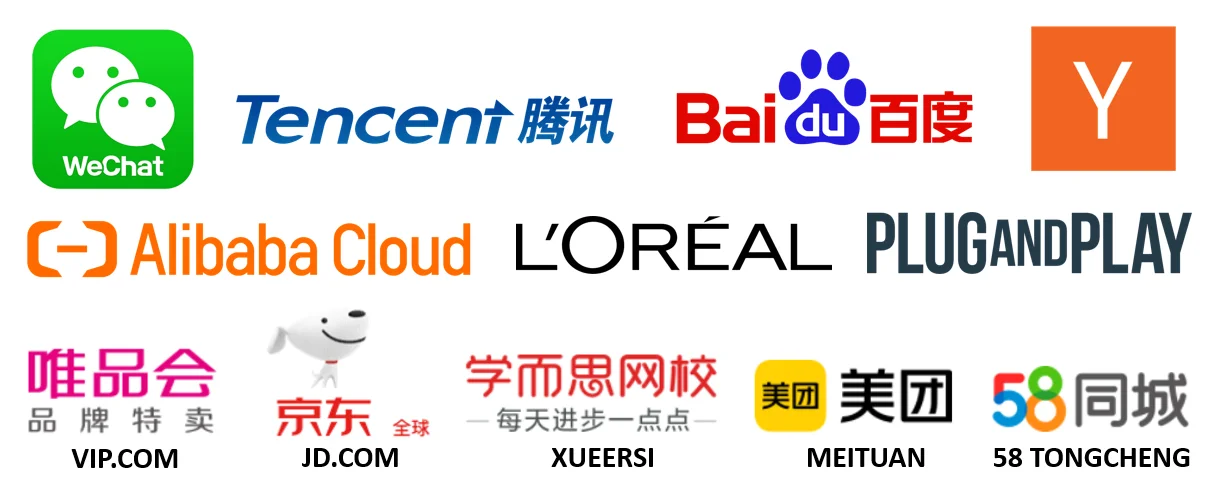 WeChat
Tencent 腾讯
Bai du 百度
Y
Alibaba Cloud
L'ORÉAL
PLUG AND PLAY
唯品会
品牌特卖
VIP.COM
京东 全球
JD.COM
学而思网校
—每天进步一点点—
XUEERSI
美团 美团
MEITUAN
58同城
58 TONGCHENG